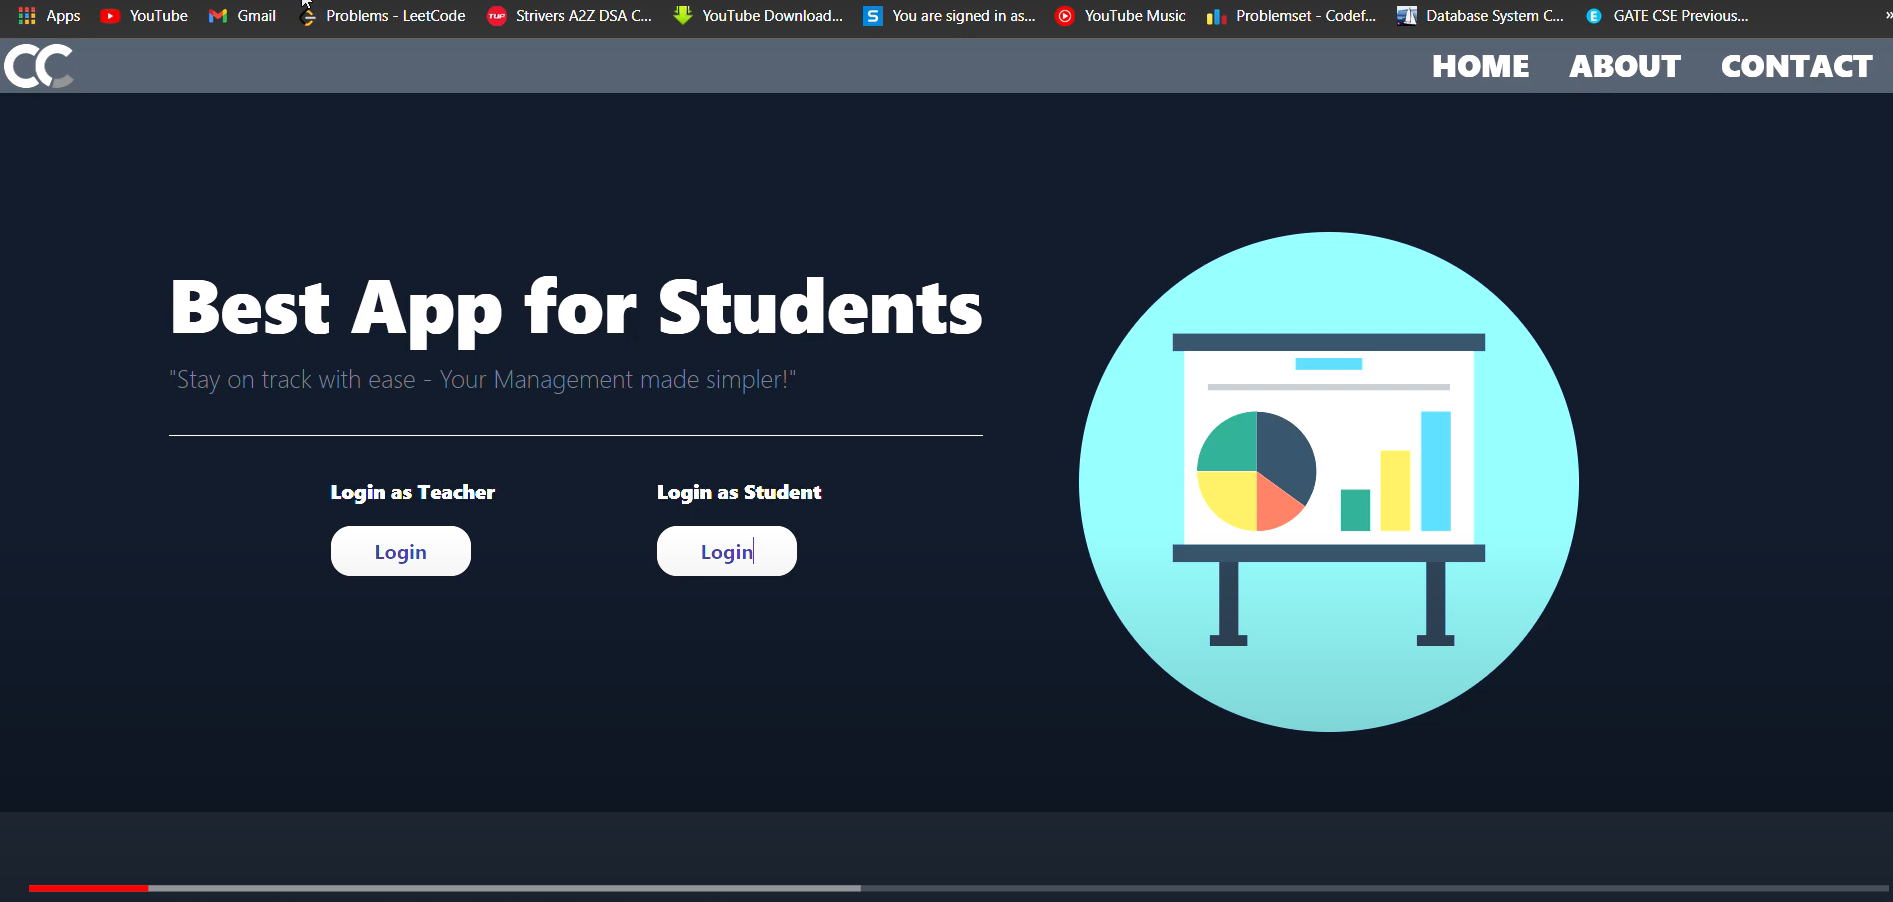 Apps YouTube Gmail Problems - LeetCode TUF Strivers A2Z DSA C... YouTube Download... S You are signed in as... YouTube Music Problemset - Codef... Database System C... E GATE CSE Previous... »
CC HOME ABOUT CONTACT
Best App for Students
"Stay on track with ease - Your Management made simpler!"
Login as Teacher Login as Student
Login Login